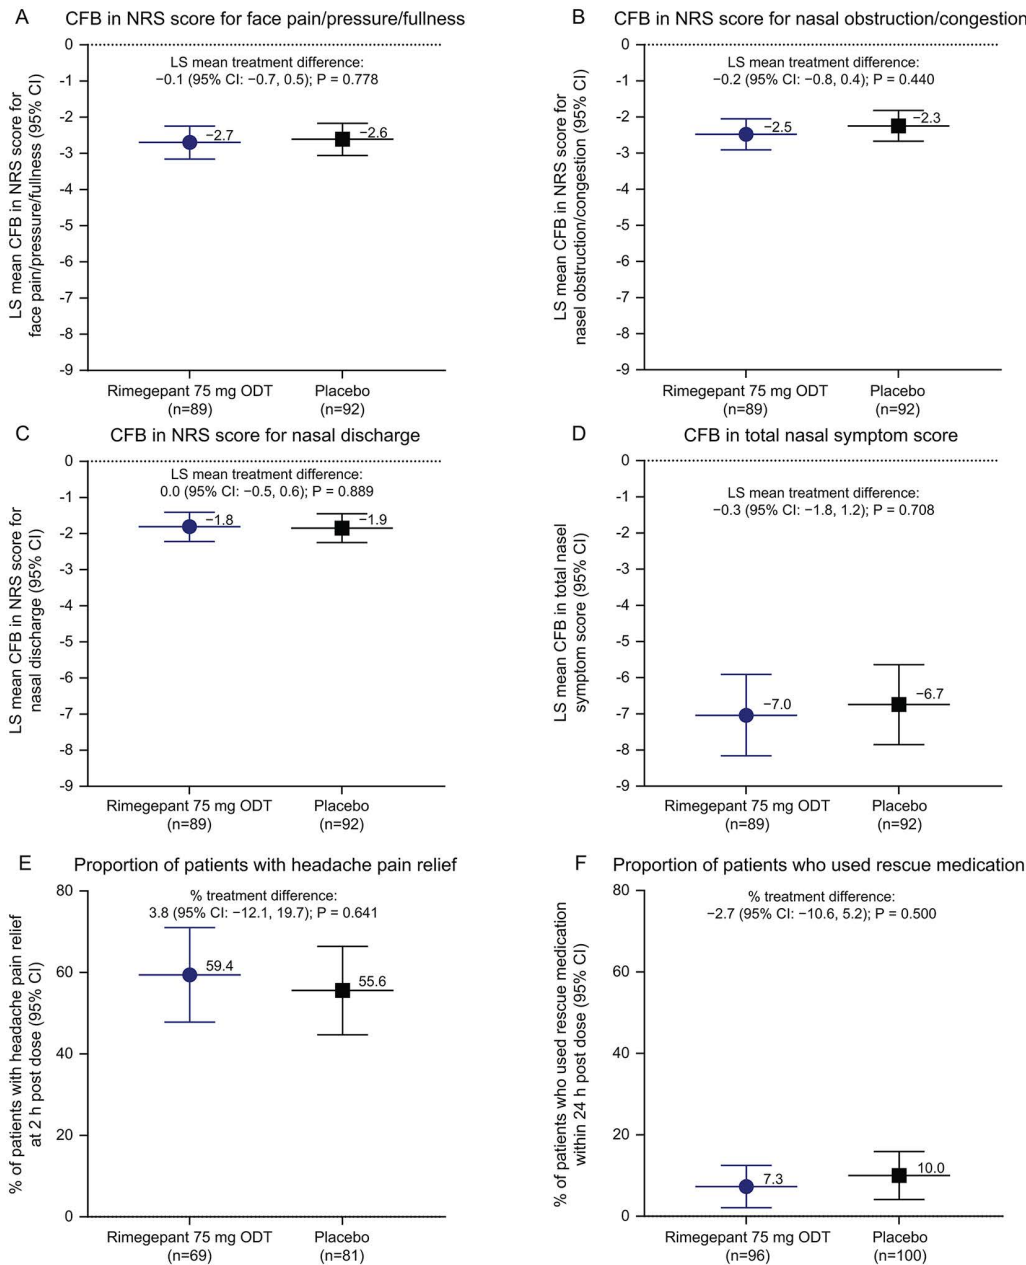 A CFB in NRS score for face pain/pressure/fullness
LS mean CFB in NRS score for
face pain/pressure/fullness (95% CI)
0
-1
-2
-3
-4
-5
-6
-7
-8
-9
LS mean treatment difference:
−0.1 (95% CI: −0.7, 0.5); P = 0.778
−2.7
−2.6
Rimegepant 75 mg ODT
(n=89)
Placebo
(n=92)
B CFB in NRS score for nasal obstruction/congestion
LS mean CFB in NRS score for
nasel obstruction/congestion (95% CI)
0
-1
-2
-3
-4
-5
-6
-7
-8
-9
LS mean treatment difference:
−0.2 (95% CI: −0.8, 0.4); P = 0.440
−2.5
−2.3
Rimegepant 75 mg ODT
(n=89)
Placebo
(n=92)
C CFB in NRS score for nasal discharge
LS mean CFB in NRS score for
nasal discharge (95% CI)
0
-1
-2
-3
-4
-5
-6
-7
-8
-9
LS mean treatment difference:
0.0 (95% CI: −0.5, 0.6); P = 0.889
−1.8
−1.9
Rimegepant 75 mg ODT
(n=89)
Placebo
(n=92)
D CFB in total nasal symptom score
LS mean CFB in total nasel
symptom score (95% CI)
0
-1
-2
-3
-4
-5
-6
-7
-8
-9
LS mean treatment difference:
−0.3 (95% CI: −1.8, 1.2); P = 0.708
−7.0
−6.7
Rimegepant 75 mg ODT
(n=89)
Placebo
(n=92)
E Proportion of patients with headache pain relief
% of patients with headache pain relief
at 2 h post dose (95% CI)
80
60
40
20
0
% treatment difference:
3.8 (95% CI: −12.1, 19.7); P = 0.641
59.4
55.6
Rimegepant 75 mg ODT
(n=69)
Placebo
(n=81)
F Proportion of patients who used rescue medication
% of patients who used rescue medication
within 24 h post dose (95% CI)
80
60
40
20
0
% treatment difference:
−2.7 (95% CI: −10.6, 5.2); P = 0.500
7.3
10.0
Rimegepant 75 mg ODT
(n=96)
Placebo
(n=100)